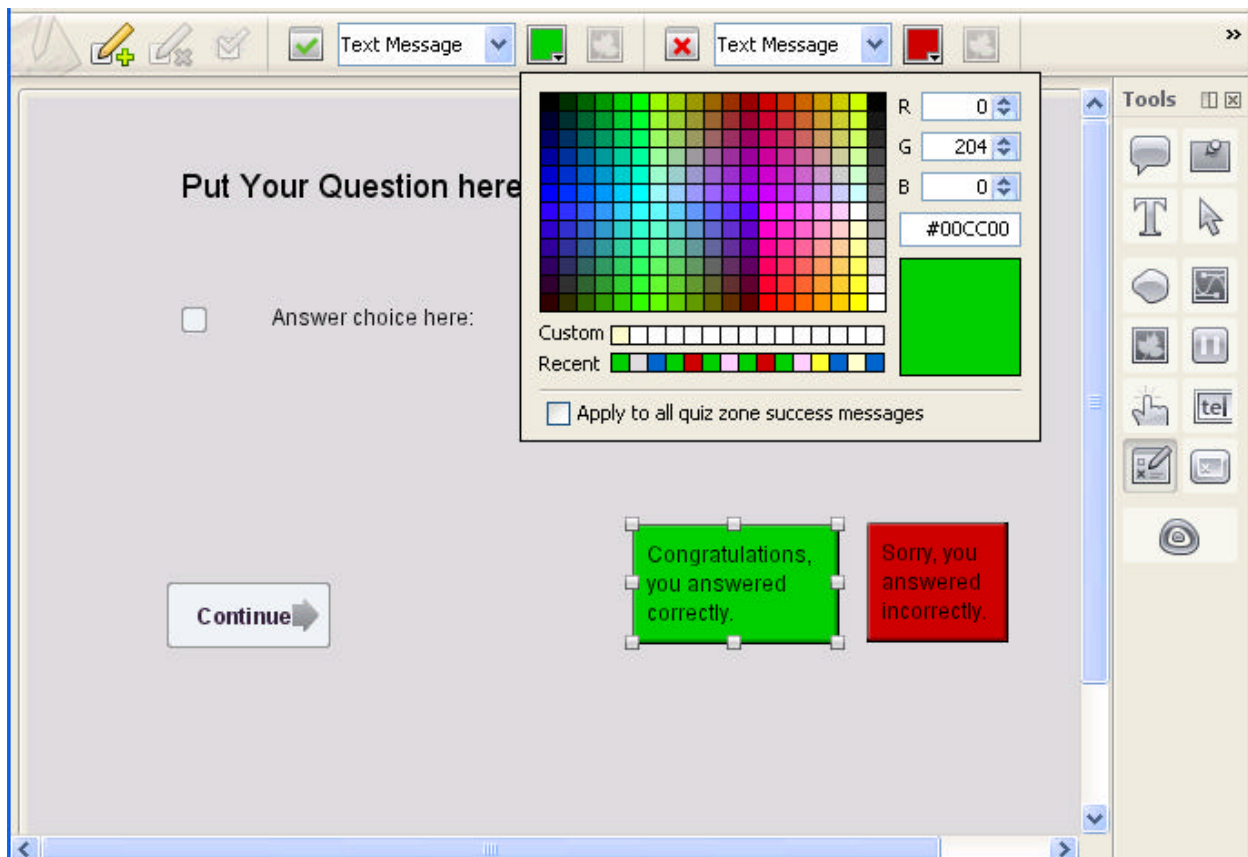 Text Message
Text Message
»
Tools
R 0
G 204
B 0
#00CC00
Put Your Question here
Answer choice here:
Custom
Recent
Apply to all quiz zone success messages
T
tel
Congratulations,
you answered
correctly.
Sorry, you
answered
incorrectly.
Continue